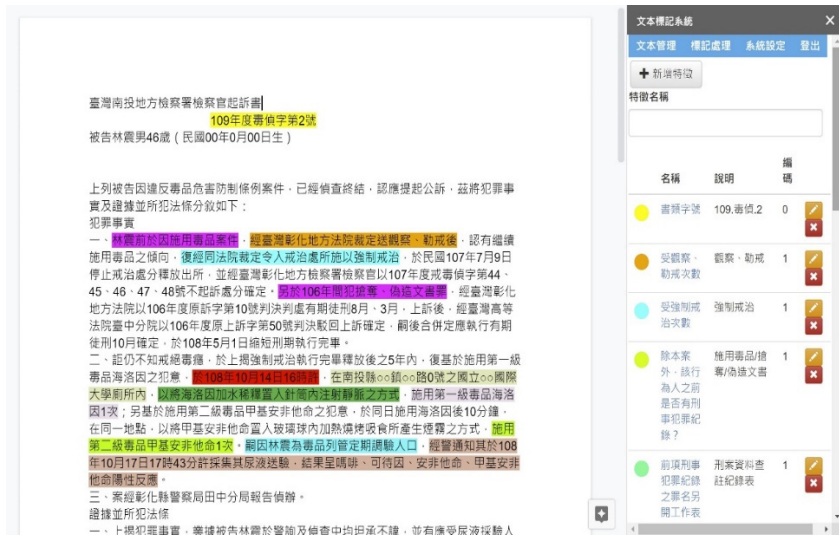 臺灣南投地方檢察署檢察官起訴書
109年度毒偵字第2號
被告林震男46歲（民國00年0月00日生）
上列被告因違反毒品危害防制條例案件，已經偵查終結，認應提起公訴，茲將犯罪事
實及證據並所犯法條分敘如下：
犯罪事實
一、林震前於因施用毒品案件，經臺灣彰化地方法院裁定送觀察、勒戒後，認有繼續
施用毒品之傾向，復經同法院裁定令入戒治處所施以強制戒治，於民國107年7月9日
停止戒治處分釋放出所，並經臺灣彰化地方檢察署檢察官以107年度戒毒偵字第44、
45、46、47、48號不起訴處分確定。另於106年間犯搶奪、偽造文書罪，經臺灣彰化
地方法院以106年度原訴字第10號判決判處有期徒刑8月、3月，上訴後，經臺灣高等
法院臺中分院以106年度原上訴字第50號判決駁回上訴確定，嗣後合併定應執行有期
徒刑10月確定，於108年5月1日縮短刑期執行完畢。
二、詎仍不知戒絕毒癮，於上揭強制戒治執行完畢釋放後之5年內，復基於施用第一級
毒品海洛因之犯意，於108年10月14日16時許，在南投縣○○鎮○○路0號之國立○○國際
大學廁所內，以將海洛因加水稀釋置入針筒內注射靜脈之方式，施用第一級毒品海洛
因1次；另基於施用第二級毒品甲基安非他命之犯意，於同日施用海洛因後10分鐘，
在同一地點，以將甲基安非他命置入玻璃球內加熱燒烤吸食所產生煙霧之方式，施用
第二級毒品甲基安非他命1次。嗣因林震為毒品列管定期調驗人口，經警通知其於108
年10月17日17時43分許採集其尿液送驗，結果呈嗎啡、可待因、安非他命、甲基安非
他命陽性反應。
三、案經彰化縣警察局田中分局報告偵辦。
證據並所犯法條
一、上揭犯罪事實，業據被告林震於警詢及偵查中均坦承不諱，並有應受尿液採驗人
文本標記系統 ×
文本管理 標記處理 系統設定 登出
+ 新增特徵
特徵名稱
名稱 說明 編碼
書類字號 109.毒偵.2 0
受觀察、 觀察、勒戒 1
勒戒次數
受強制戒 強制戒治 1
治次數
除本案 施用毒品/搶 1
外，該行 奪/偽造文書
為人之前
是否有刑
事犯罪紀
錄？
前項刑事 刑案資料查 1
犯罪紀錄 註紀錄表
之罪名另
開工作表